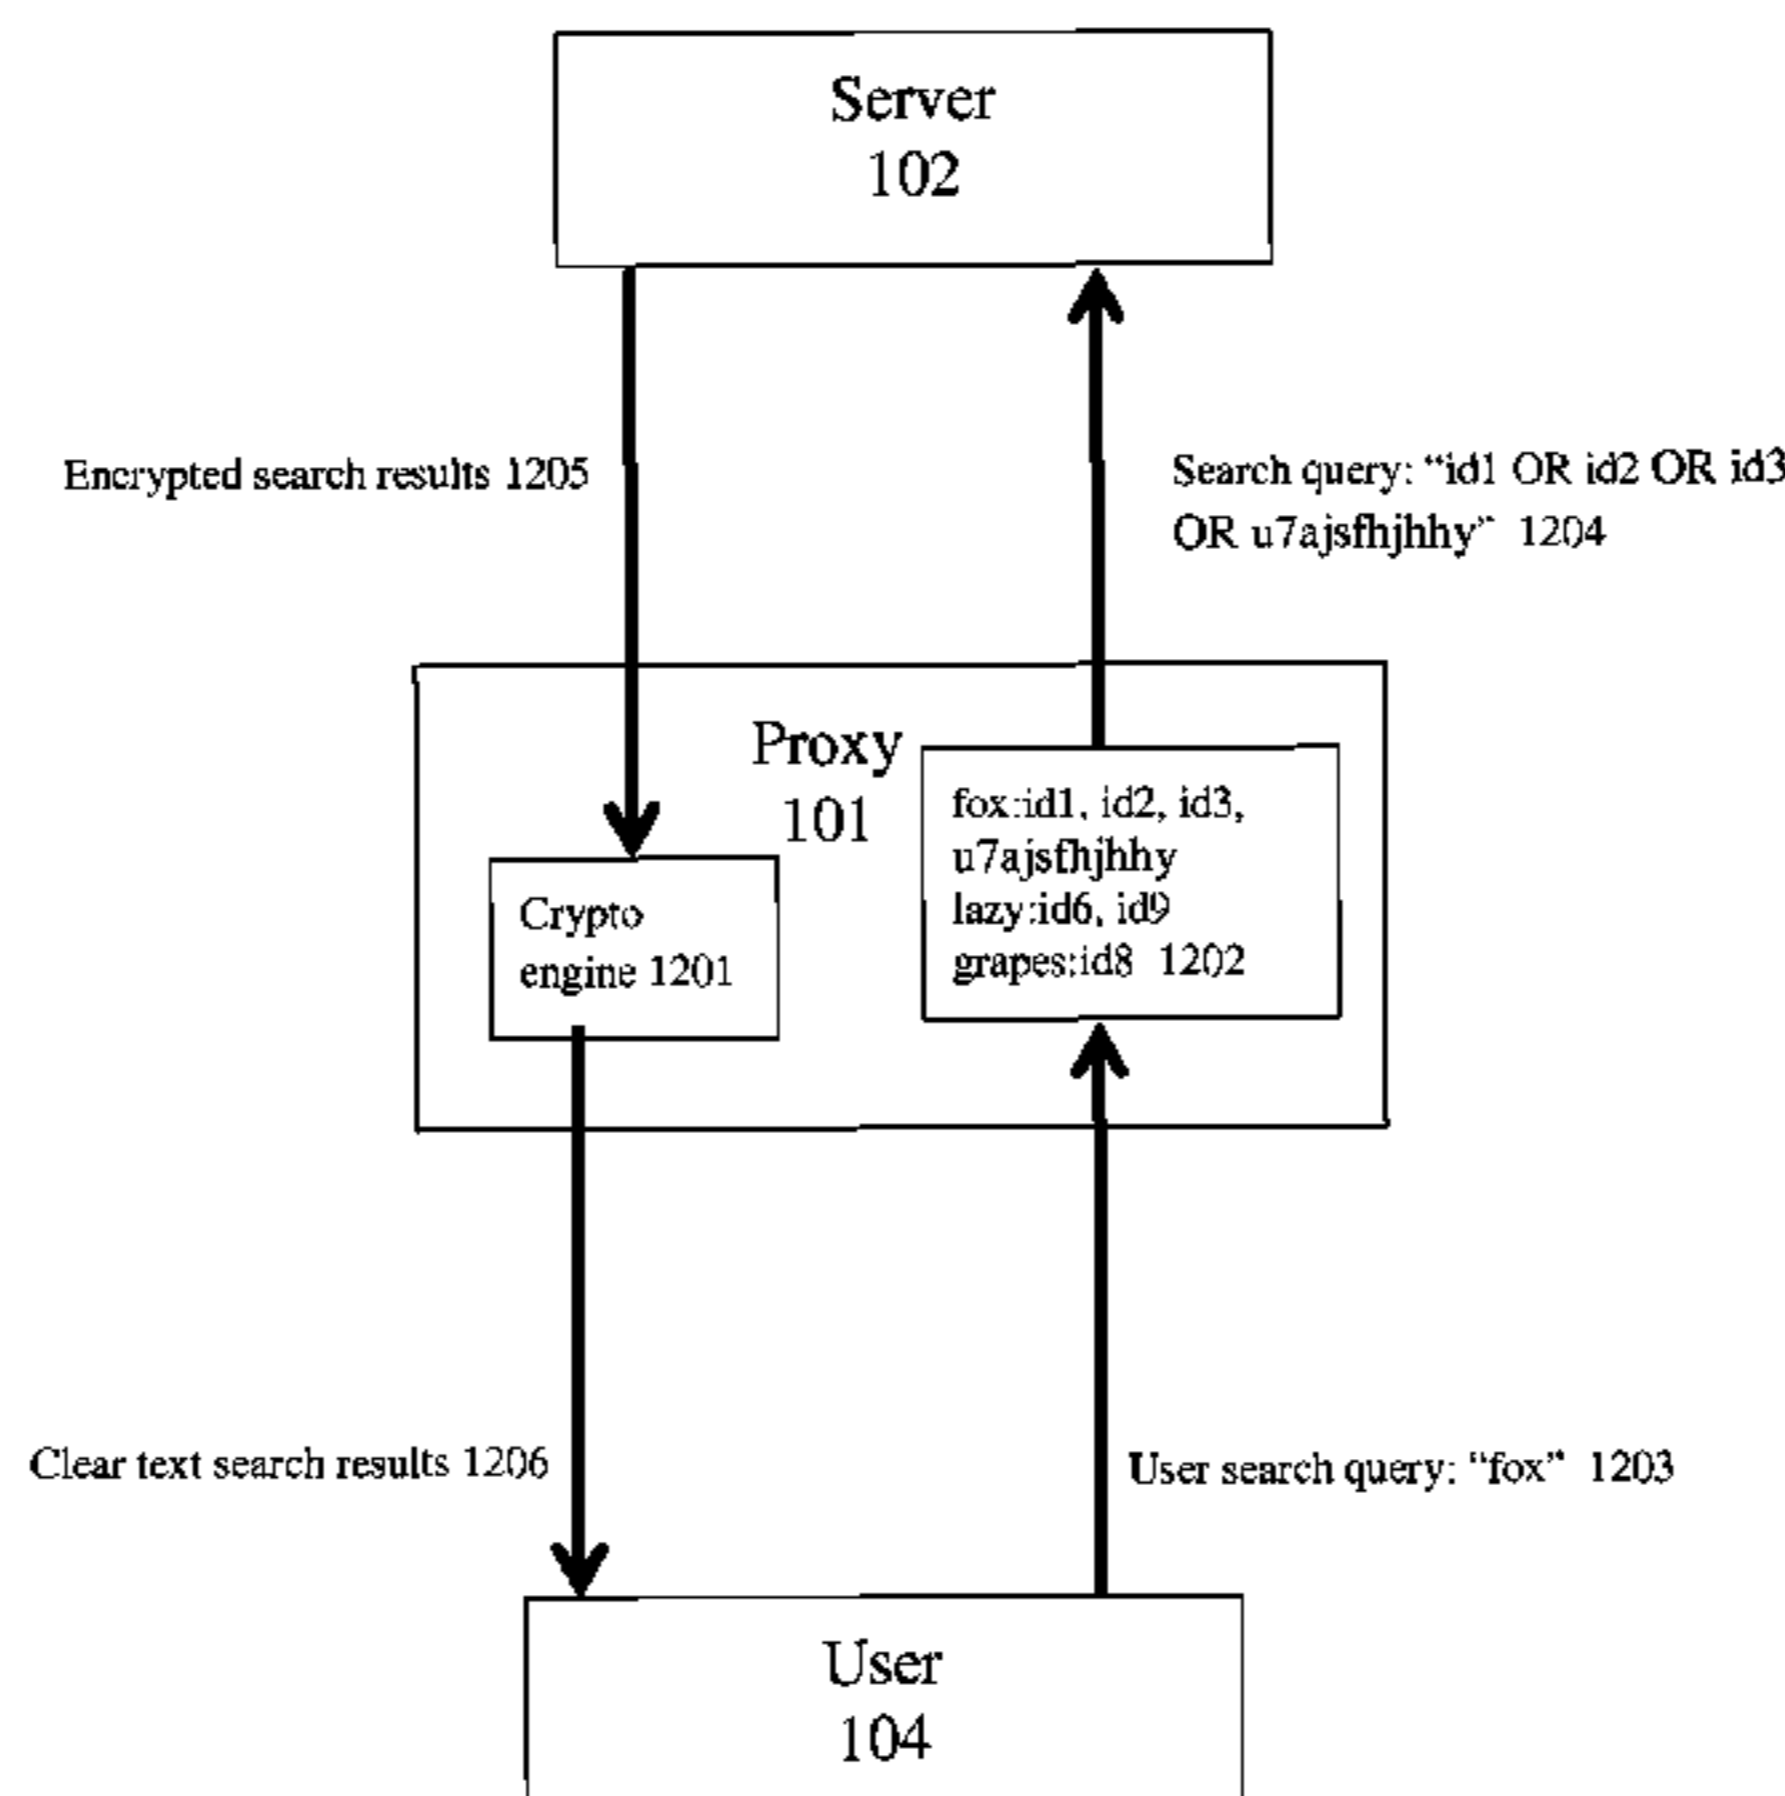 Server
102
Encrypted search results 1205
Search query: “id1 OR id2 OR id3
OR u7ajsfhjhhy” 1204
Proxy
101
fox:id1, id2, id3,
u7ajsfhjhhy
lazy:id6, id9
grapes:id8 1202
Crypto
engine 1201
Clear text search results 1206
User search query: “fox” 1203
User
104